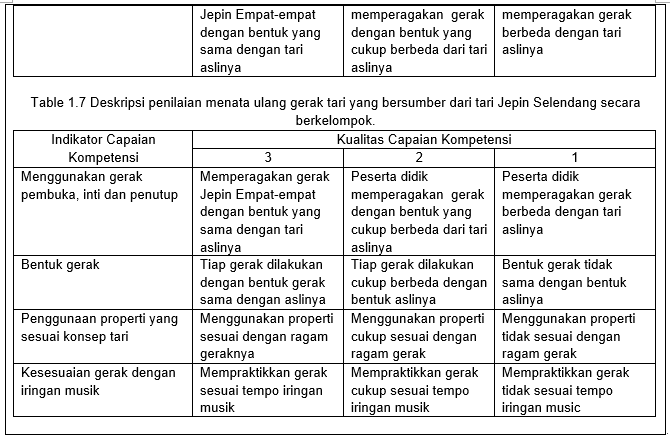 Jepin Empat-empat memperagakan gerak memperagakan gerak
dengan bentuk yang dengan bentuk yang berbeda dengan tari
sama dengan tari cukup berbeda dari tari aslinya
aslinya aslinya
Table 1.7 Deskripsi penilaian menata ulang gerak tari yang bersumber dari tari Jepin Selendang secara
berkelompok.
Indikator Capaian Kualitas Capaian Kompetensi
Kompetensi 3 2 1
Menggunakan gerak Memperagakan gerak Peserta didik Peserta didik
pembuka, inti dan penutup Jepin Empat-empat memperagakan gerak memperagakan gerak
dengan bentuk yang dengan bentuk yang berbeda dengan tari
sama dengan tari cukup berbeda dari tari aslinya
aslinya aslinya
Bentuk gerak Tiap gerak dilakukan Tiap gerak dilakukan Bentuk gerak tidak
dengan bentuk gerak cukup berbeda dengan sama dengan bentuk
sama dengan aslinya bentuk aslinya aslinya
Penggunaan properti yang Menggunakan properti Menggunakan properti Menggunakan properti
sesuai konsep tari sesuai dengan ragam cukup sesuai dengan tidak sesuai dengan
geraknya ragam gerak ragam gerak
Kesesuaian gerak dengan Mempraktikkan gerak Mempraktikkan gerak Mempraktikkan gerak
iringan musik sesuai tempo iringan cukup sesuai tempo tidak sesuai tempo
musik iringan musik iringan music